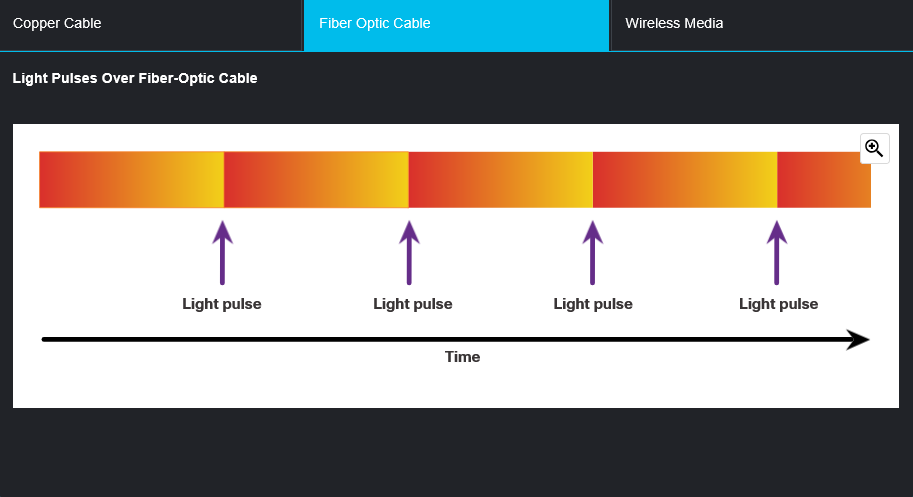 Copper Cable
Fiber Optic Cable
Wireless Media
Light Pulses Over Fiber-Optic Cable
Light pulse
Light pulse
Light pulse
Light pulse
Time